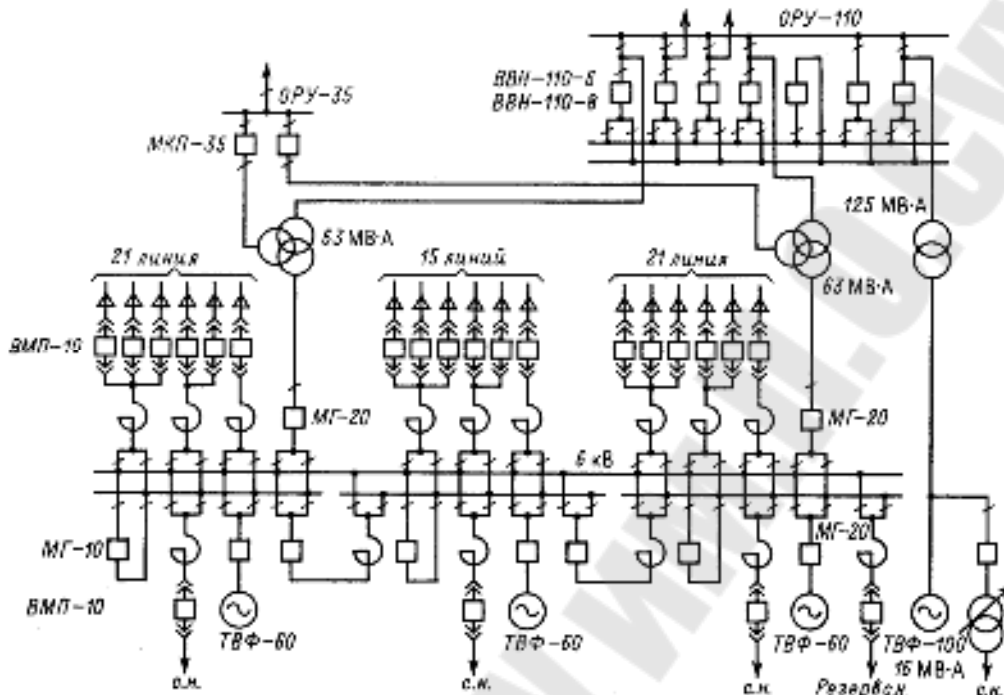 ОРУ-110
ВВН-110-6
ВВН-110-8
ОРУ-35
МКП-35
63 МВ·А
125 МВ·А
63 МВ·А
21 линия
15 линий
21 линия
ВМП-10
МГ-20
МГ-20
6 кВ
МГ-10
МГ-20
ВМП-10
ТВФ-60
ТВФ-60
ТВФ-60
ТВФ-100
16 МВ·А
с.н.
с.н.
с.н.
Резерв с.н.
с.н.